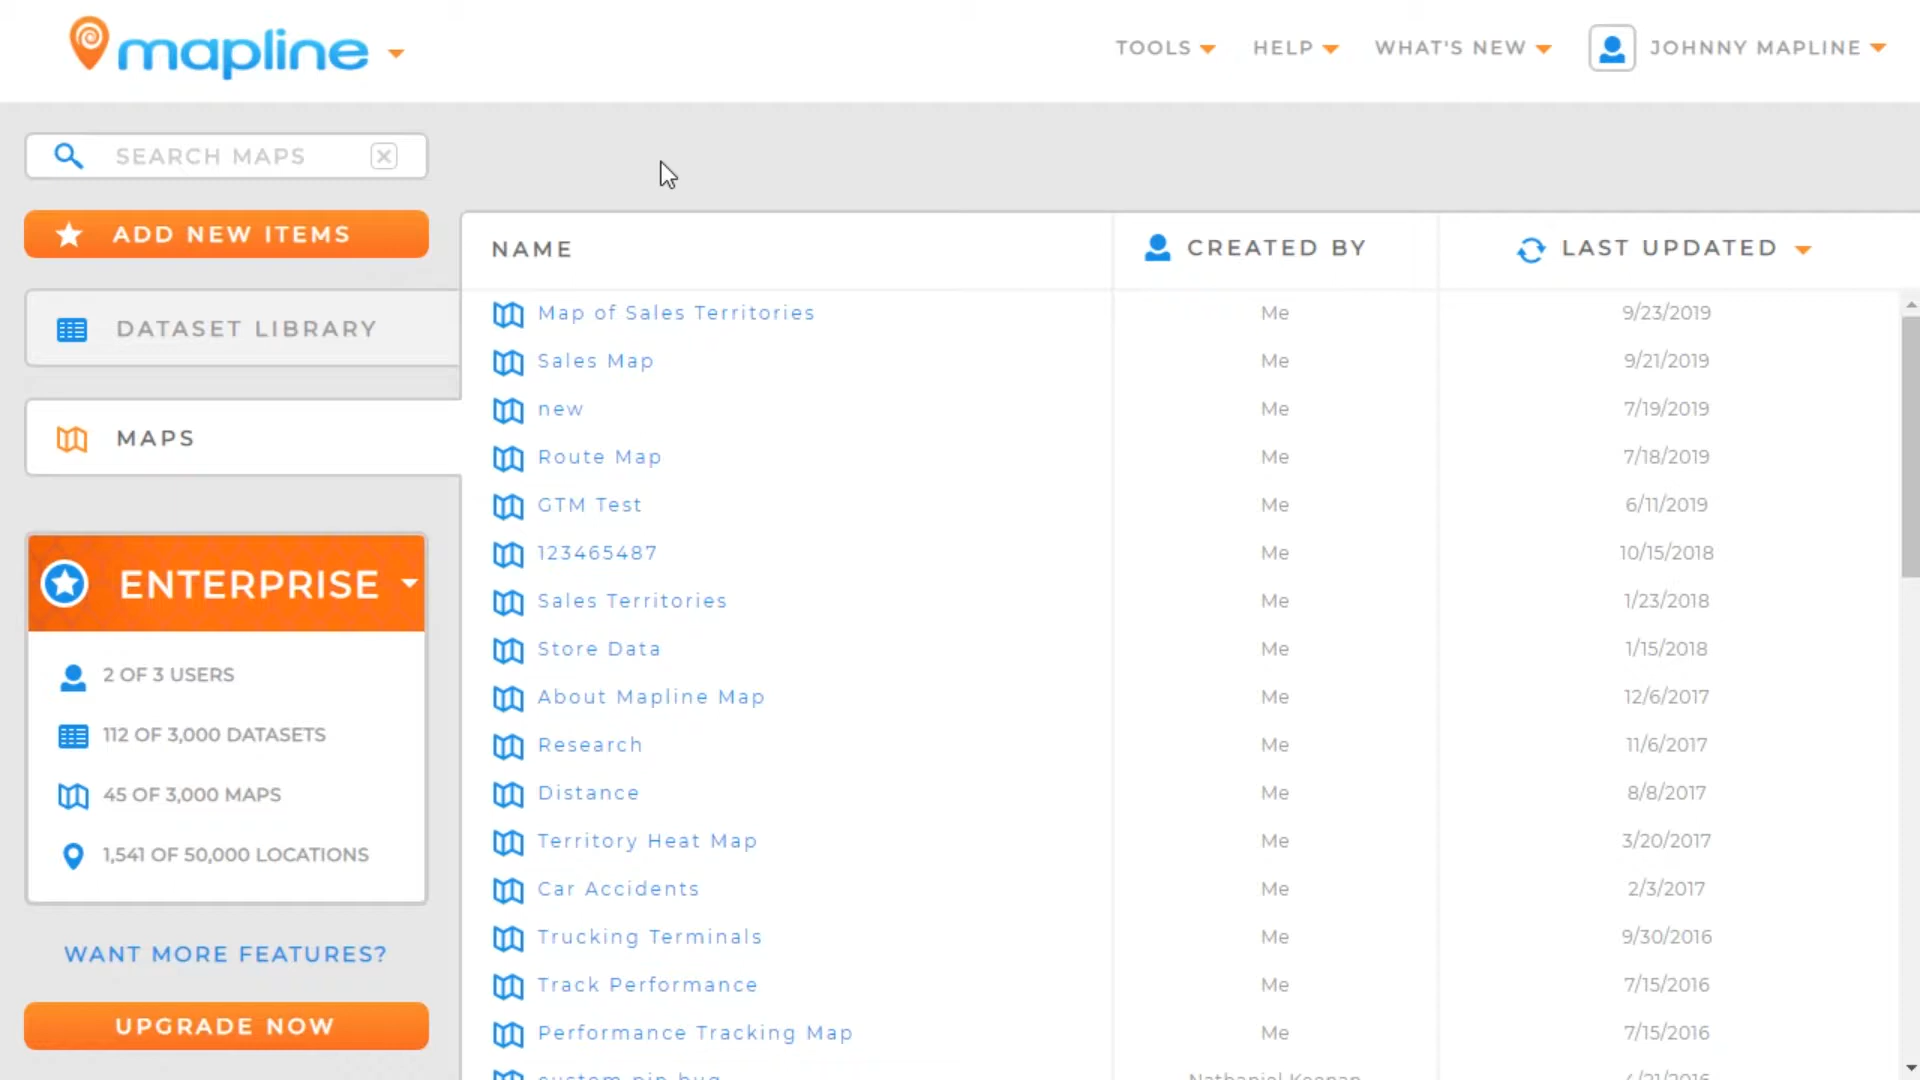 mapline
TOOLS HELP WHAT'S NEW JOHNNY MAPLINE
SEARCH MAPS
ADD NEW ITEMS
DATASET LIBRARY
MAPS
ENTERPRISE
2 OF 3 USERS
112 OF 3,000 DATASETS
45 OF 3,000 MAPS
1,541 OF 50,000 LOCATIONS
WANT MORE FEATURES?
UPGRADE NOW
NAME CREATED BY LAST UPDATED
Map of Sales Territories Me 9/23/2019
Sales Map Me 9/21/2019
new Me 7/19/2019
Route Map Me 7/18/2019
GTM Test Me 6/11/2019
123465487 Me 10/15/2018
Sales Territories Me 1/23/2018
Store Data Me 1/15/2018
About Mapline Map Me 12/6/2017
Research Me 11/6/2017
Distance Me 8/8/2017
Territory Heat Map Me 3/20/2017
Car Accidents Me 2/3/2017
Trucking Terminals Me 9/30/2016
Track Performance Me 7/15/2016
Performance Tracking Map Me 7/15/2016
custom pin bug Nathaniel 4/21/2016